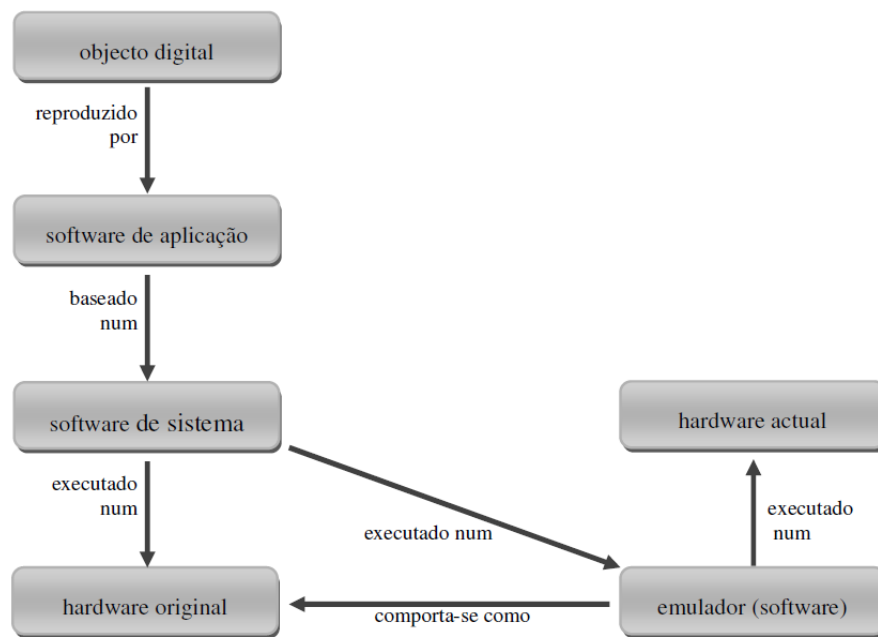 objecto digital
reproduzido
por
software de aplicação
baseado
num
software de sistema
hardware actual
executado
num
executado num
executado
num
hardware original
comporta-se como
emulador (software)